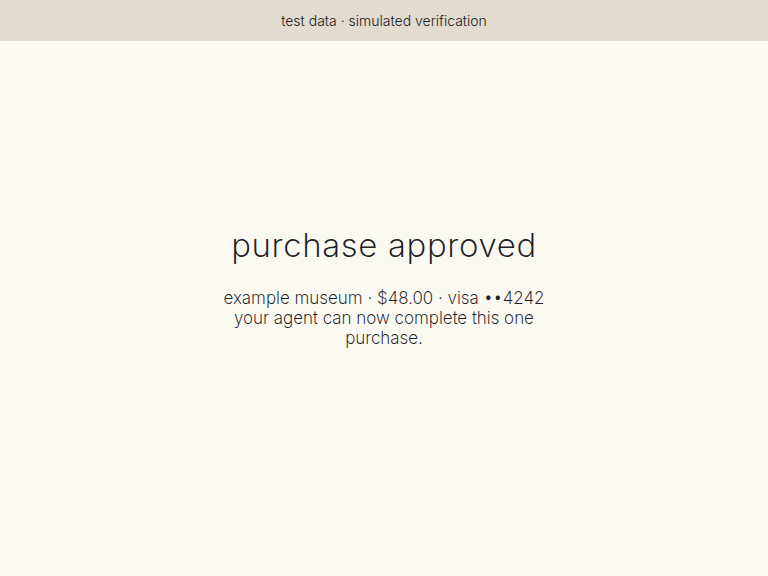 test data · simulated verification
purchase approved
example museum · $48.00 · visa ••4242
your agent can now complete this one
purchase.